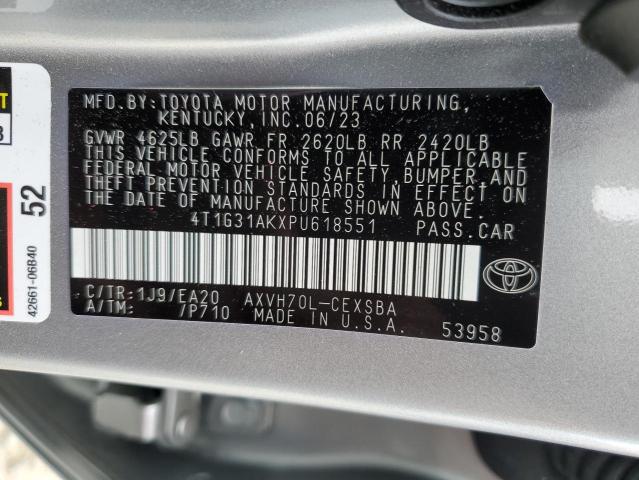 MFD.BY:TOYOTA MOTOR MANUFACTURING,
KENTUCKY, INC.06/23
GVWR 4625LB GAWR FR 2620LB RR 2420LB
THIS VEHICLE CONFORMS TO ALL APPLICABLE
FEDERAL MOTOR VEHICLE SAFETY, BUMPER, AND
THEFT PREVENTION STANDARDS IN EFFECT ON
THE DATE OF MANUFACTURE SHOWN ABOVE.
4T1G31AKXPU618551 PASS.CAR
C/TR:1J9/EA20 AXVH70L-CEXSBA
A/TM: /P710 MADE IN U.S.A. 53958
52
42661-06B40